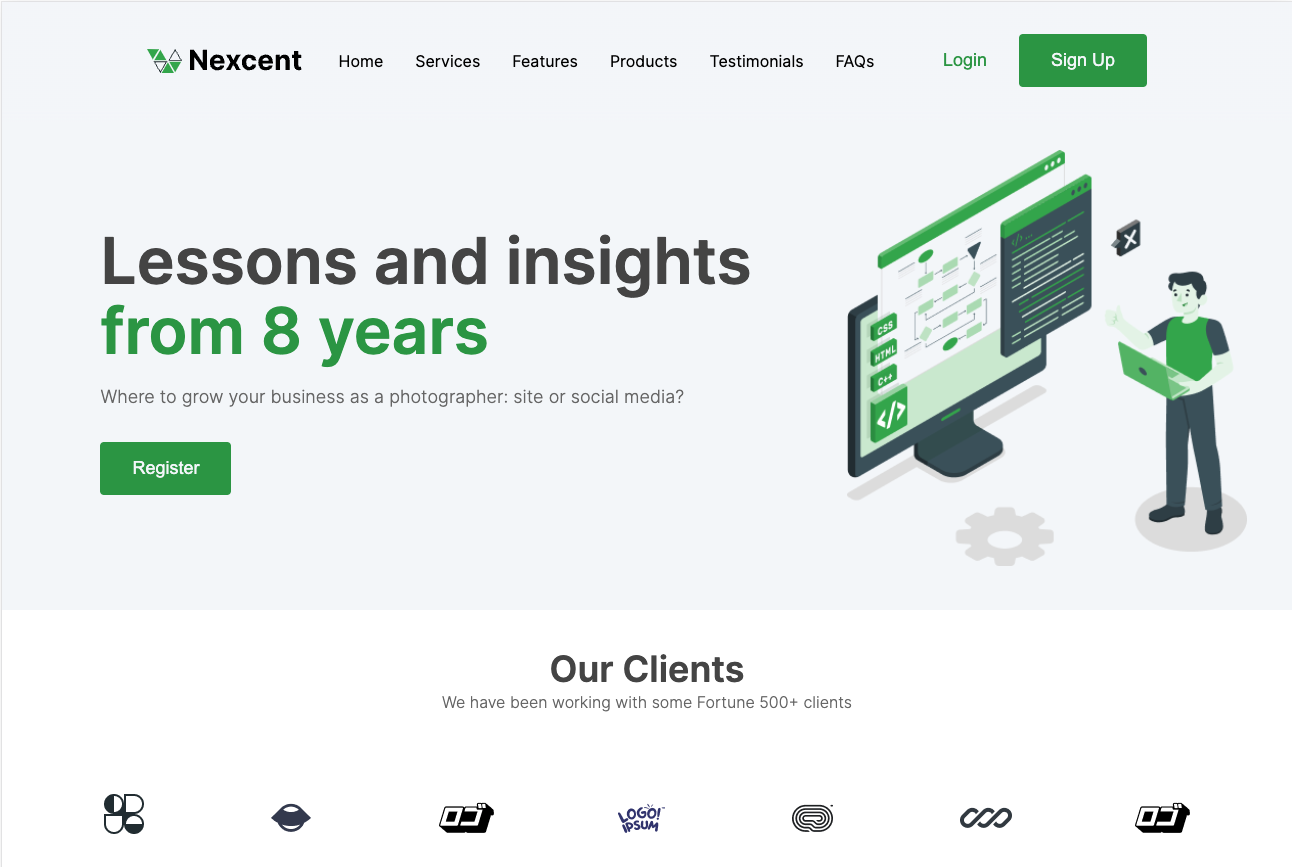 Nexcent Home Services Features Products Testimonials FAQs Login Sign Up
Lessons and insights
from 8 years
Where to grow your business as a photographer: site or social media?
Register
CSS
HTML
C++
</>
</>...
X
Our Clients
We have been working with some Fortune 500+ clients
LOGO!
IPSUM